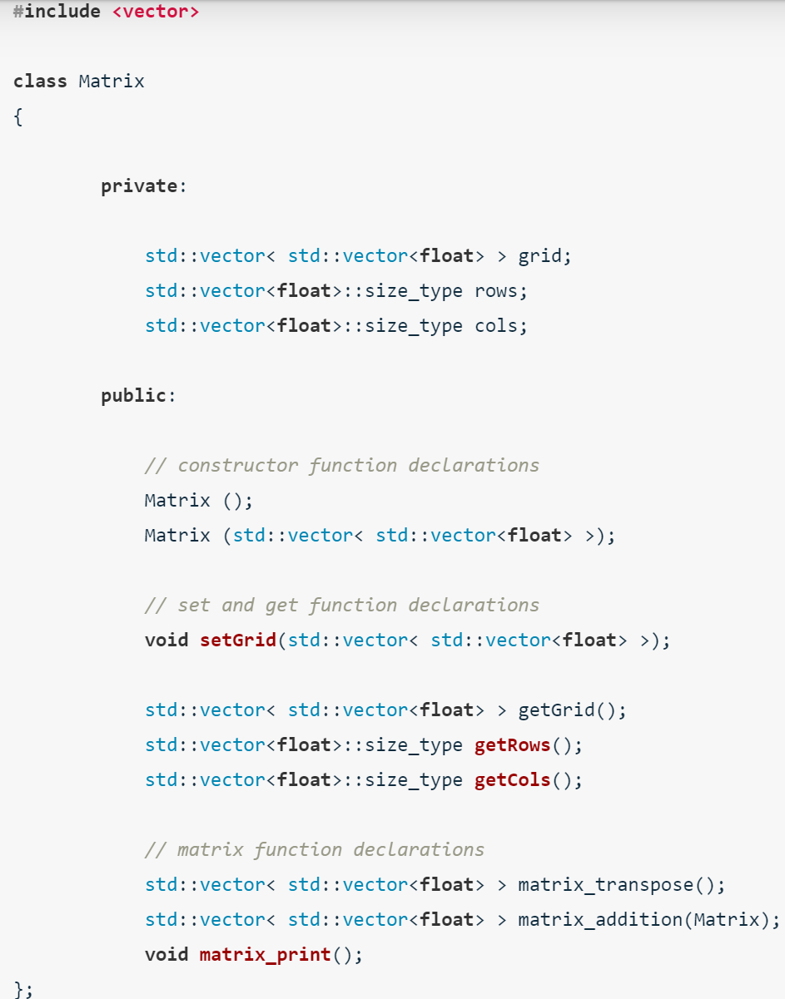 #include <vector>
class Matrix
{
private:
std::vector< std::vector<float> > grid;
std::vector<float>::size_type rows;
std::vector<float>::size_type cols;
public:
// constructor function declarations
Matrix ();
Matrix (std::vector< std::vector<float> >);
// set and get function declarations
void setGrid(std::vector< std::vector<float> >);
std::vector< std::vector<float> > getGrid();
std::vector<float>::size_type getRows();
std::vector<float>::size_type getCols();
// matrix function declarations
std::vector< std::vector<float> > matrix_transpose();
std::vector< std::vector<float> > matrix_addition(Matrix);
void matrix_print();
};